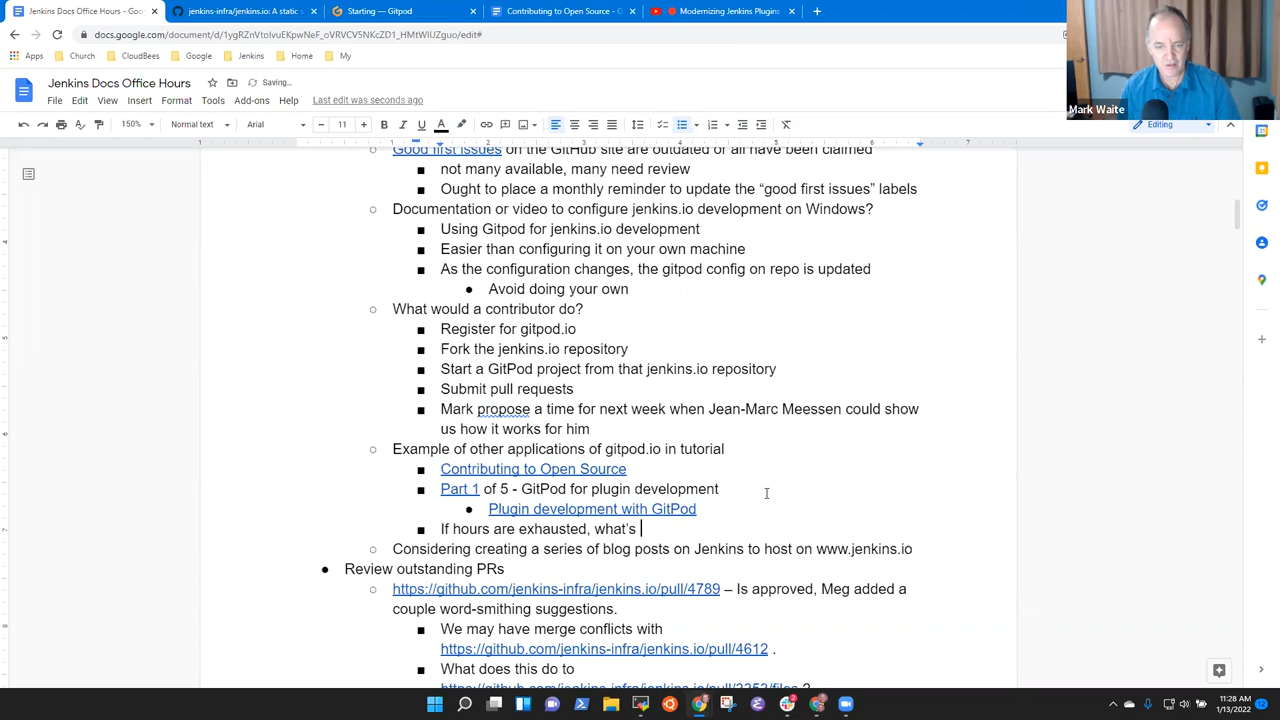 Jenkins Docs Office Hours - Goo
jenkins-infra/jenkins.io: A static s
Starting — Gitpod
Contributing to Open Source - G
Modernizing Jenkins Plugins
docs.google.com/document/d/1ygRZnVtoIvuEKpwNeF_oVRVCV5NKcZD1_HMtWIUZguo/edit#
Apps
Church
CloudBees
Google
Jenkins
Home
My
Jenkins Docs Office Hours
Saving...
File Edit View Insert Format Tools Add-ons Help Last edit was seconds ago
Mark Waite
150% Normal text Arial 11 B I U A
Editing
Good first issues on the GitHub site are outdated or all have been claimed
not many available, many need review
Ought to place a monthly reminder to update the “good first issues” labels
Documentation or video to configure jenkins.io development on Windows?
Using Gitpod for jenkins.io development
Easier than configuring it on your own machine
As the configuration changes, the gitpod config on repo is updated
Avoid doing your own
What would a contributor do?
Register for gitpod.io
Fork the jenkins.io repository
Start a GitPod project from that jenkins.io repository
Submit pull requests
Mark propose a time for next week when Jean-Marc Meessen could show
us how it works for him
Example of other applications of gitpod.io in tutorial
Contributing to Open Source
Part 1 of 5 - GitPod for plugin development
Plugin development with GitPod
If hours are exhausted, what’s
Considering creating a series of blog posts on Jenkins to host on www.jenkins.io
Review outstanding PRs
https://github.com/jenkins-infra/jenkins.io/pull/4789 – Is approved, Meg added a
couple word-smithing suggestions.
We may have merge conflicts with
https://github.com/jenkins-infra/jenkins.io/pull/4612 .
What does this do to
https://github.com/jenkins-infra/jenkins.io/pull/3353/files ?
11:28 AM
1/13/2022